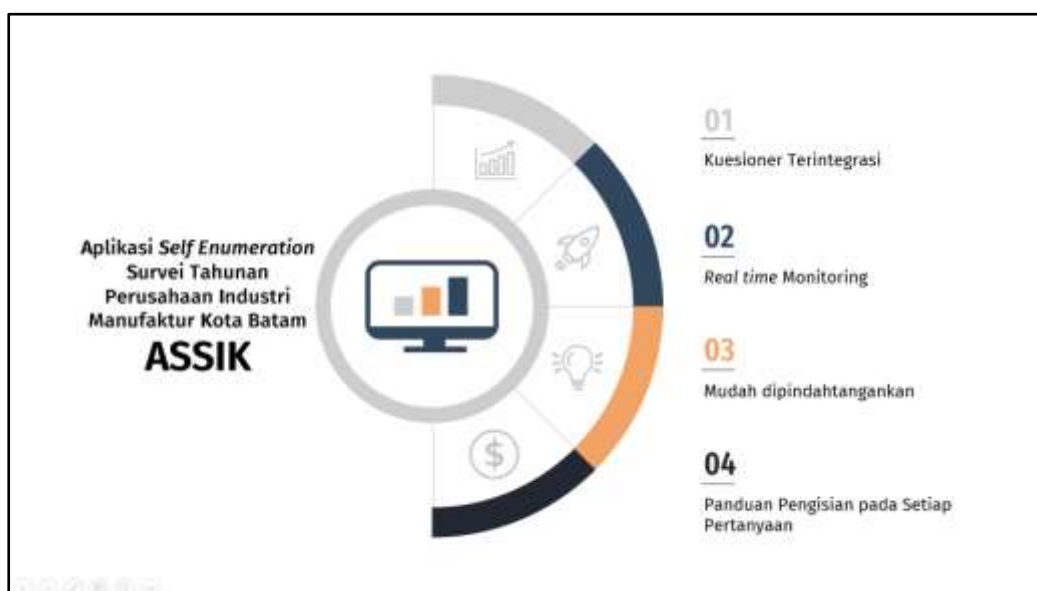 Aplikasi Self Enumeration
Survei Tahunan
Perusahaan Industri
Manufaktur Kota Batam
ASSIK
01
Kuesioner Terintegrasi
02
Real time Monitoring
03
Mudah dipindahtangankan
04
Panduan Pengisian pada Setiap
Pertanyaan
$